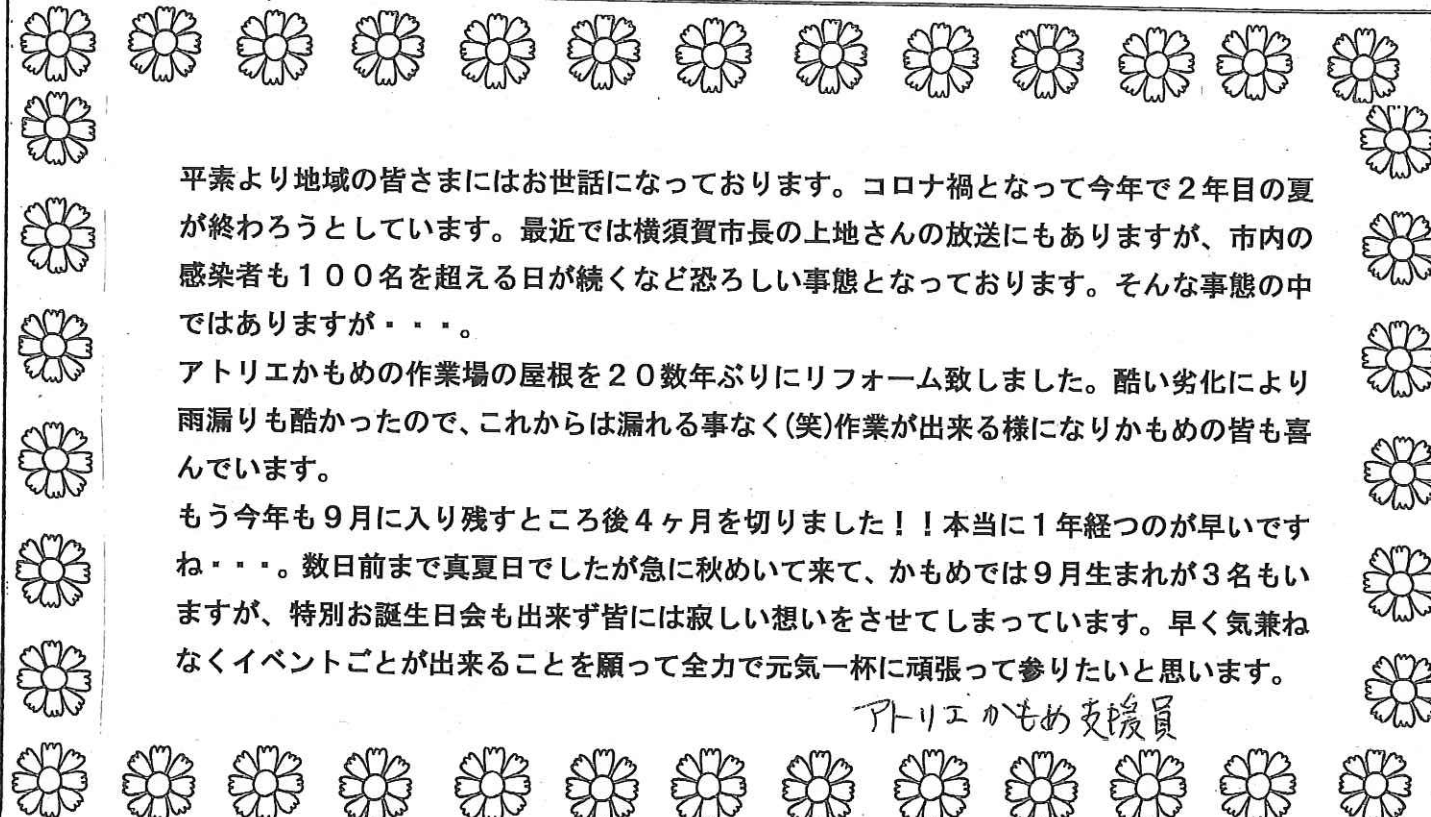 平素より地域の皆さまにはお世話になっております。コロナ禍となって今年で２年目の夏
が終わろうとしています。最近では横須賀市長の上地さんの放送にもありますが、市内の
感染者も１００名を超える日が続くなど恐ろしい事態となっております。そんな事態の中
ではありますが・・・。
アトリエかもめの作業場の屋根を２０数年ぶりにリフォーム致しました。酷い劣化により
雨漏りも酷かったので、これからは漏れる事なく(笑)作業が出来る様になりかもめの皆も喜
んでいます。
もう今年も９月に入り残すところ後４ヶ月を切りました！！本当に１年経つのが早いです
ね・・・。数日前まで真夏日でしたが急に秋めいて来て、かもめでは９月生まれが３名もい
ますが、特別お誕生日会も出来ず皆には寂しい想いをさせてしまっています。早く気兼ね
なくイベントごとが出来ることを願って全力で元気一杯に頑張って参りたいと思います。
アトリエかもめ支援員